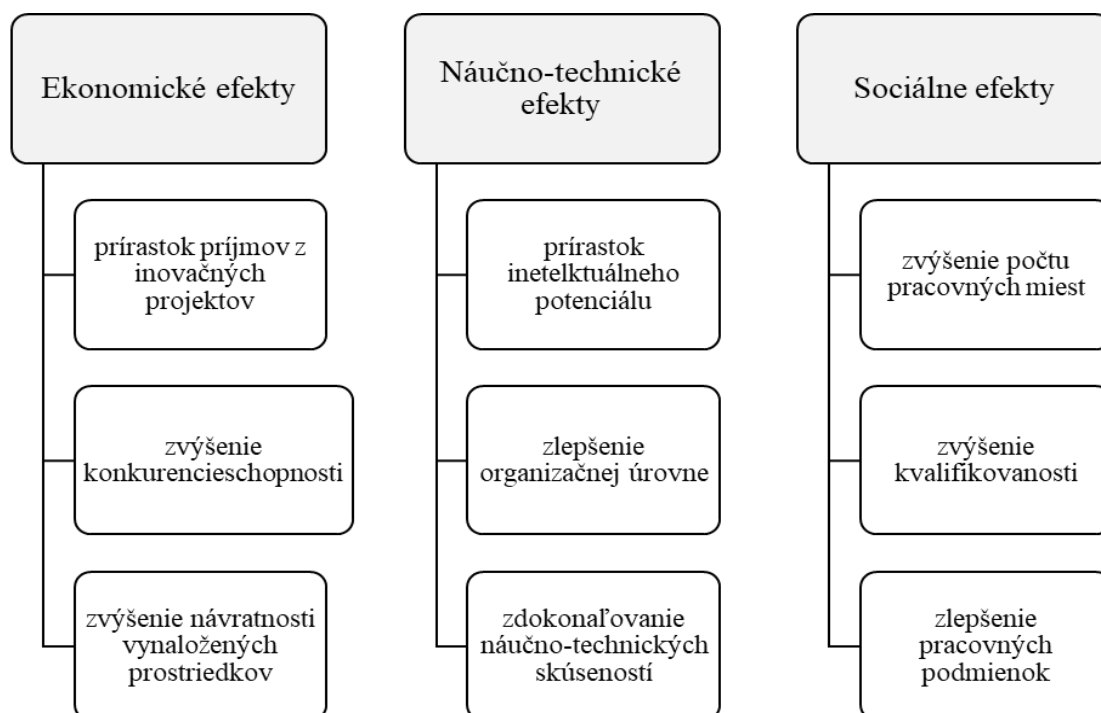 Ekonomické efekty
prírastok príjmov z
inovačných
projektov
zvýšenie
konkurencieschopnosti
zvýšenie návratnosti
vynaložených
prostriedkov
Náučno-technické
efekty
prírastok
inetelktuálneho
potenciálu
zlepšenie
organizačnej úrovne
zdokonaľovanie
náučno-technických
skúseností
Sociálne efekty
zvýšenie počtu
pracovných miest
zvýšenie
kvalifikovanosti
zlepšenie
pracovných
podmienok